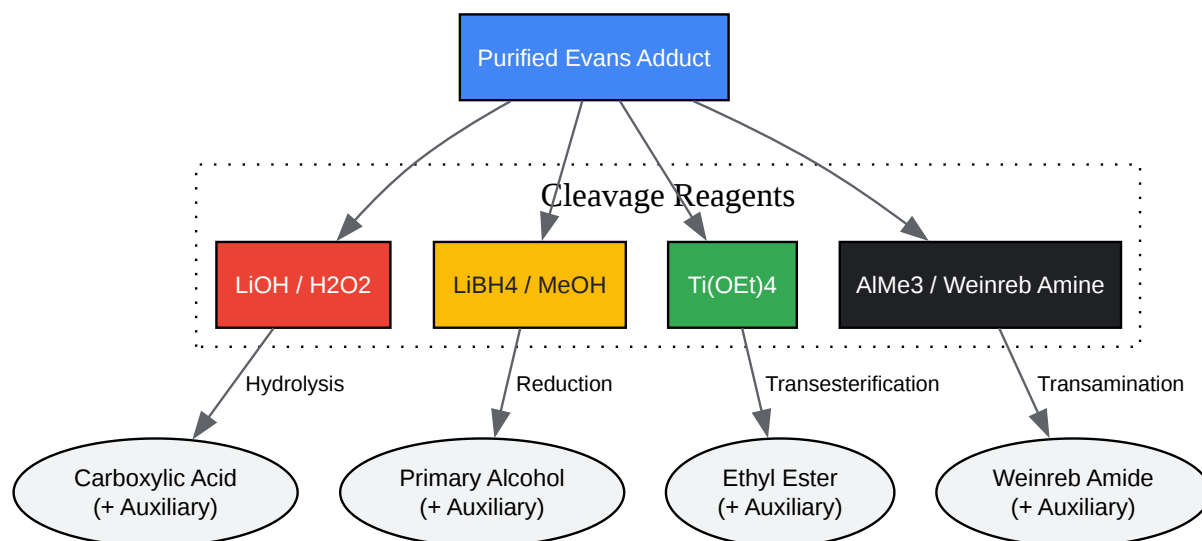 Purified Evans Adduct
Cleavage Reagents
LiOH / H2O2
LiBH4 / MeOH
Ti(OEt)4
AlMe3 / Weinreb Amine
Hydrolysis
Reduction
Transesterification
Transamination
Carboxylic Acid
(+ Auxiliary)
Primary Alcohol
(+ Auxiliary)
Ethyl Ester
(+ Auxiliary)
Weinreb Amide
(+ Auxiliary)